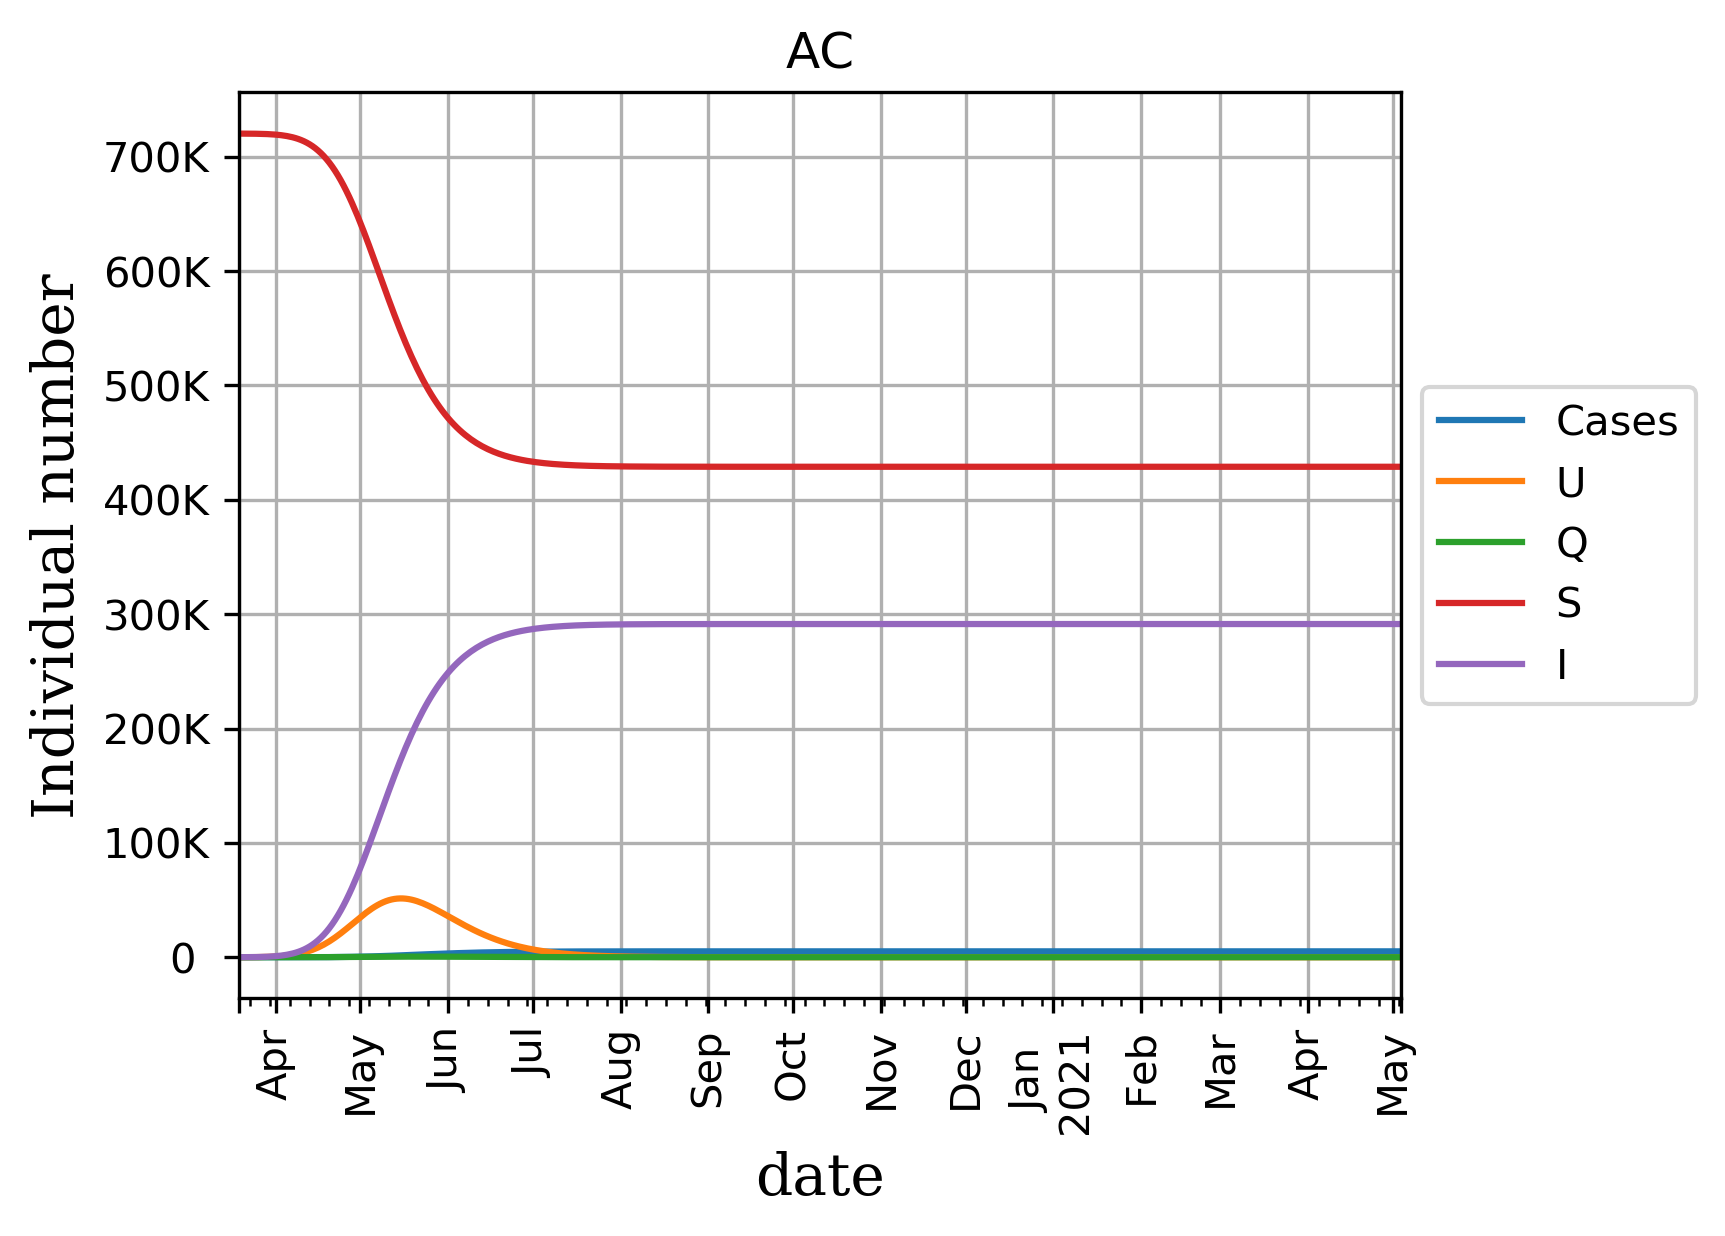 AC
Individual number
700K
600K
500K
400K
300K
200K
100K
0
Apr
May
Jun
Jul
Aug
Sep
Oct
Nov
Dec
Jan
2021
Feb
Mar
Apr
May
date
Cases
U
Q
S
I